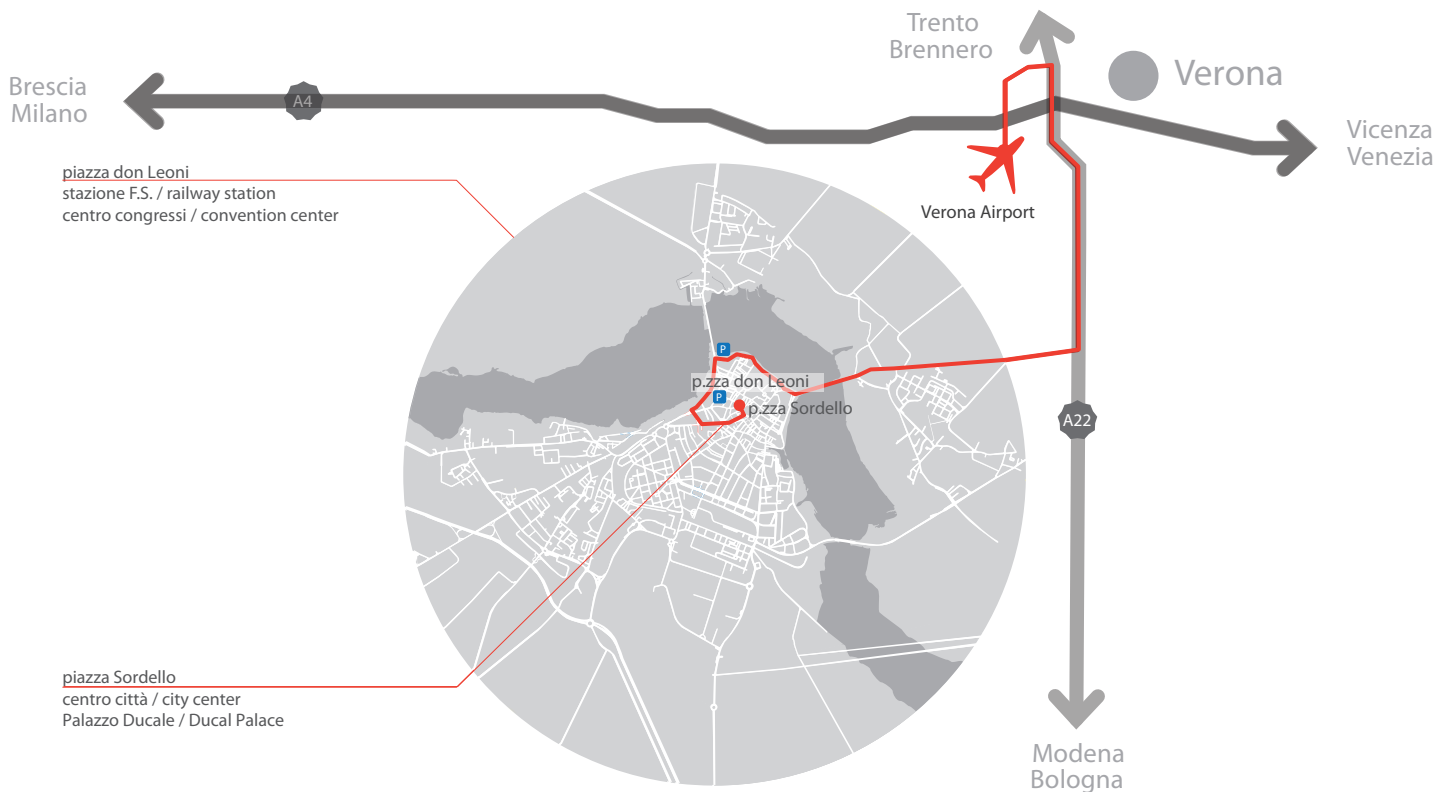 Trento
Brennero
Verona
Brescia
Milano
A4
Vicenza
Venezia
piazza don Leoni
stazione F.S. / railway station
centro congressi / convention center
Verona Airport
P
p.zza don Leoni
P
p.zza Sordello
A22
piazza Sordello
centro città / city center
Palazzo Ducale / Ducal Palace
Modena
Bologna